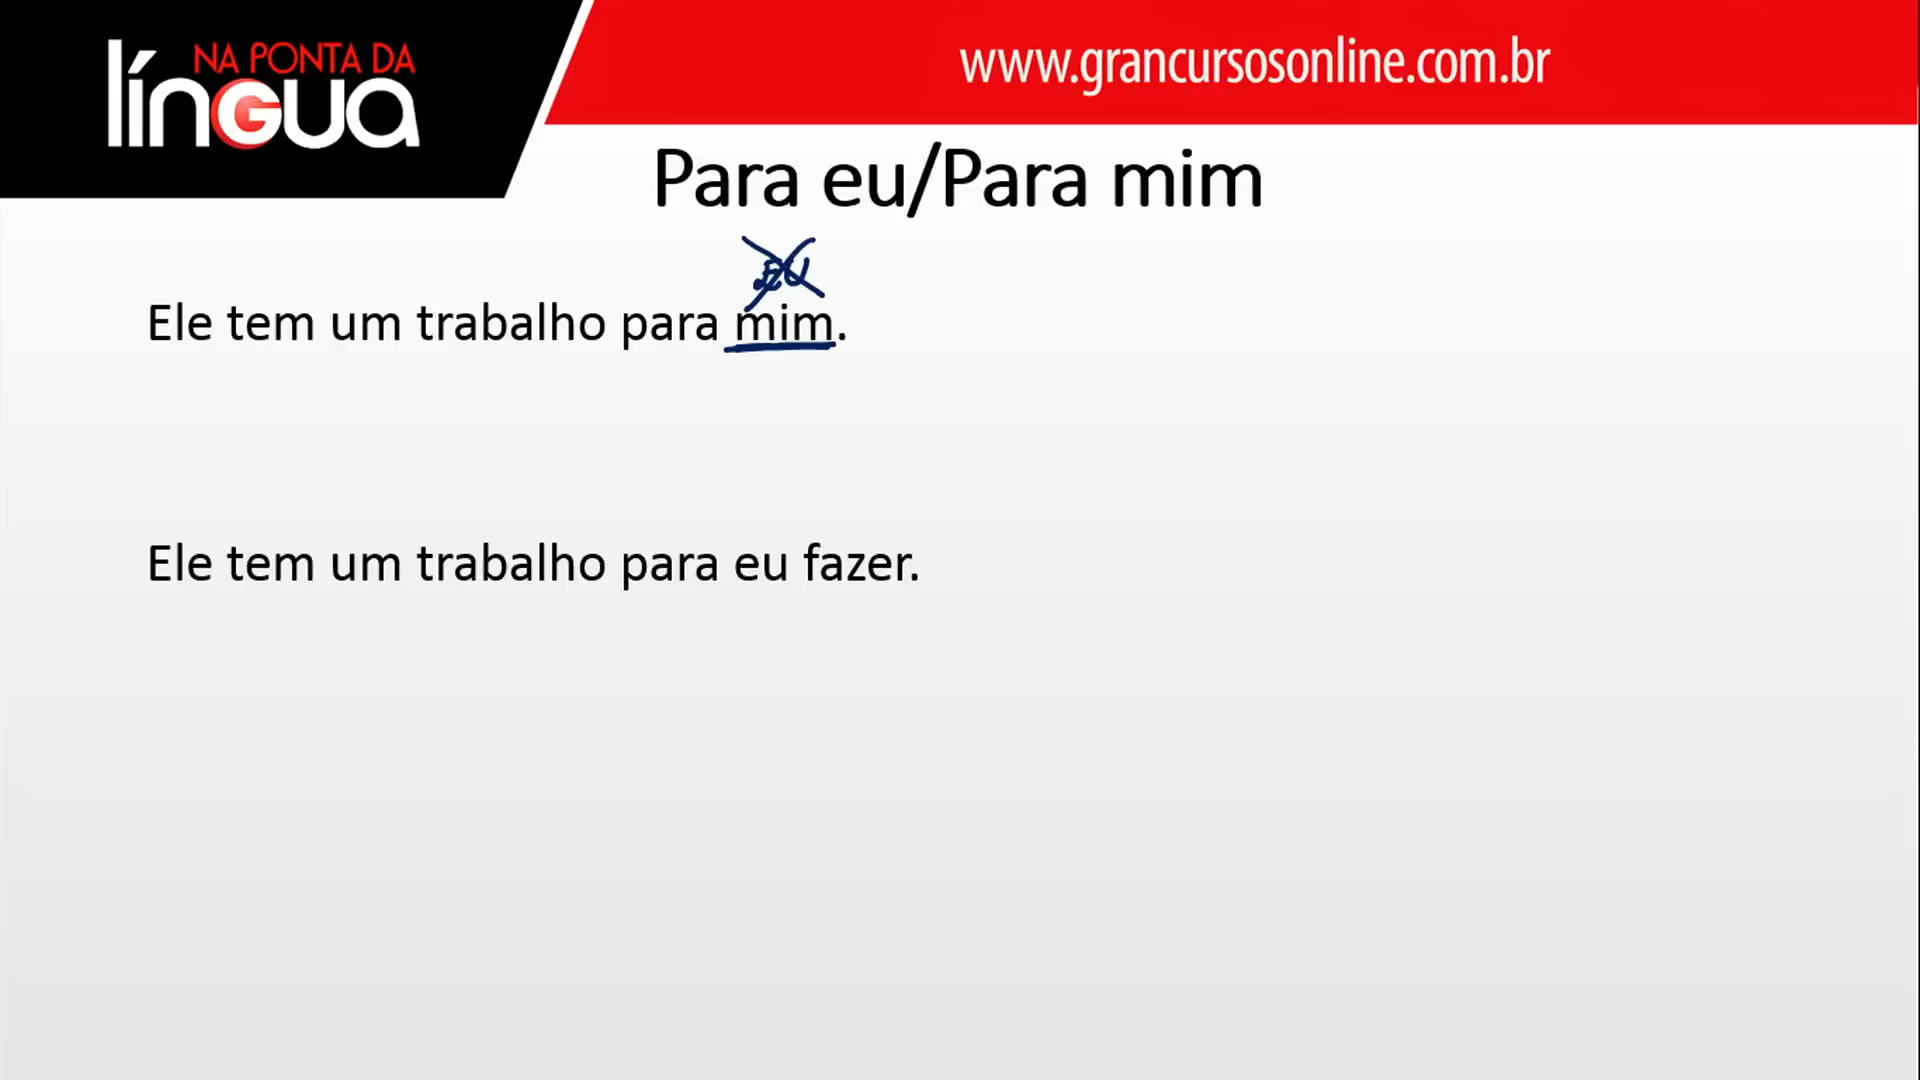 NA PONTA DA
línGua
www.grancursosonline.com.br
Para eu/Para mim
EU
Ele tem um trabalho para mim.
Ele tem um trabalho para eu fazer.